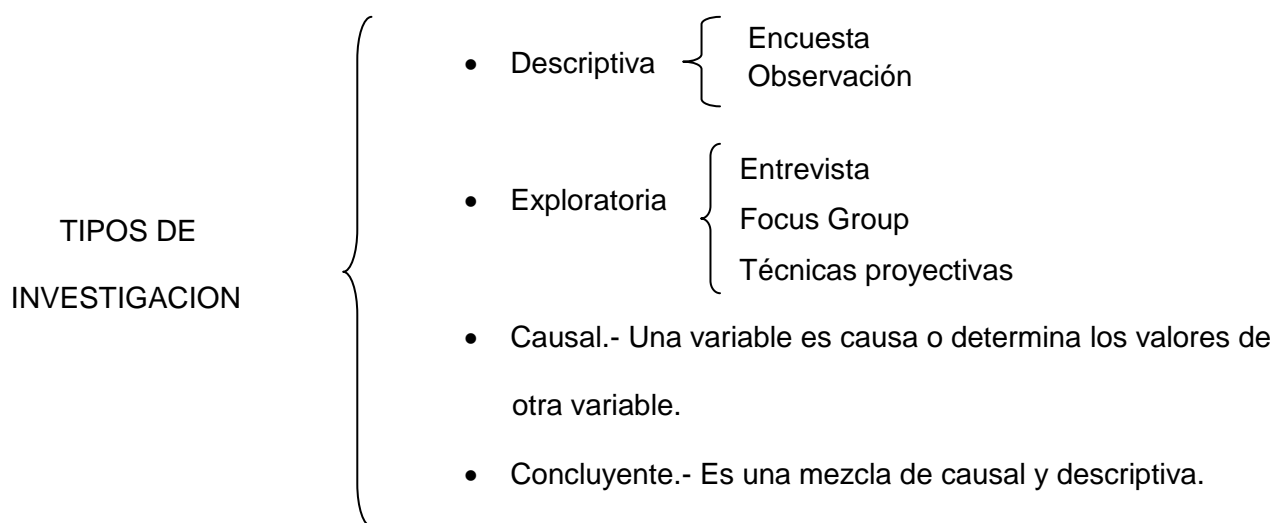 TIPOS DE
INVESTIGACION
• Descriptiva
Encuesta
Observación
• Exploratoria
Entrevista
Focus Group
Técnicas proyectivas
• Causal.- Una variable es causa o determina los valores de
otra variable.
• Concluyente.- Es una mezcla de causal y descriptiva.